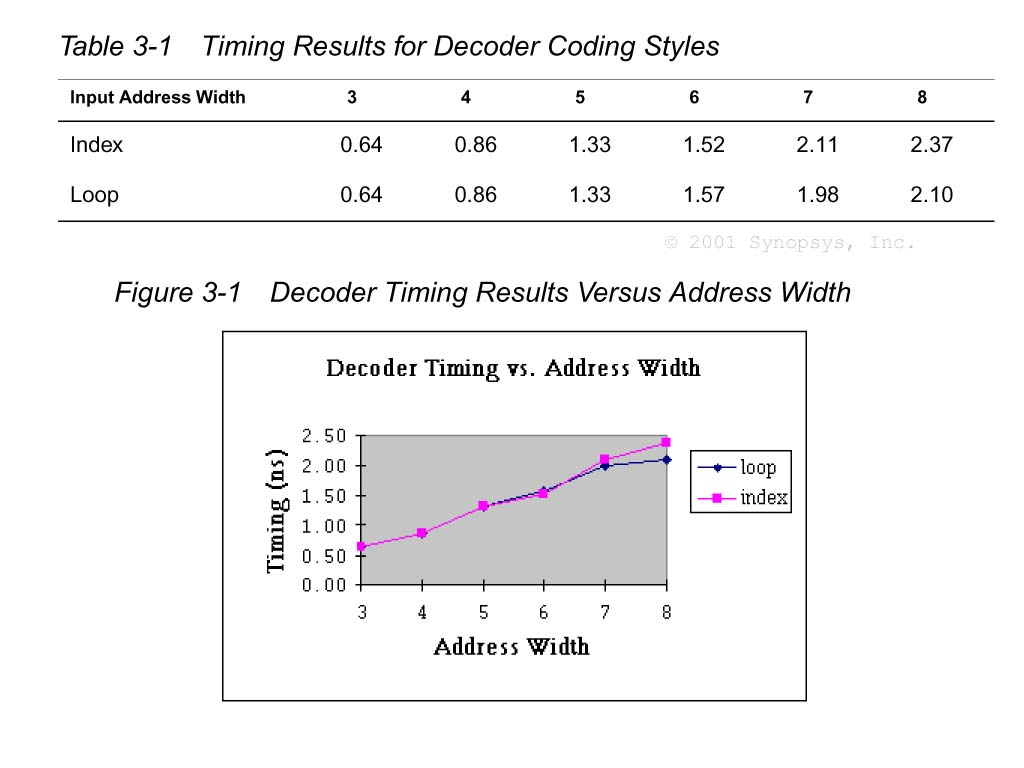 Table 3-1 Timing Results for Decoder Coding Styles
Input Address Width 3 4 5 6 7 8
Index 0.64 0.86 1.33 1.52 2.11 2.37
Loop 0.64 0.86 1.33 1.57 1.98 2.10
© 2001 Synopsys, Inc.
Figure 3-1 Decoder Timing Results Versus Address Width
Decoder Timing vs. Address Width
Timing (ns)
2.50
2.00
1.50
1.00
0.50
0.00
3 4 5 6 7 8
Address Width
loop
index